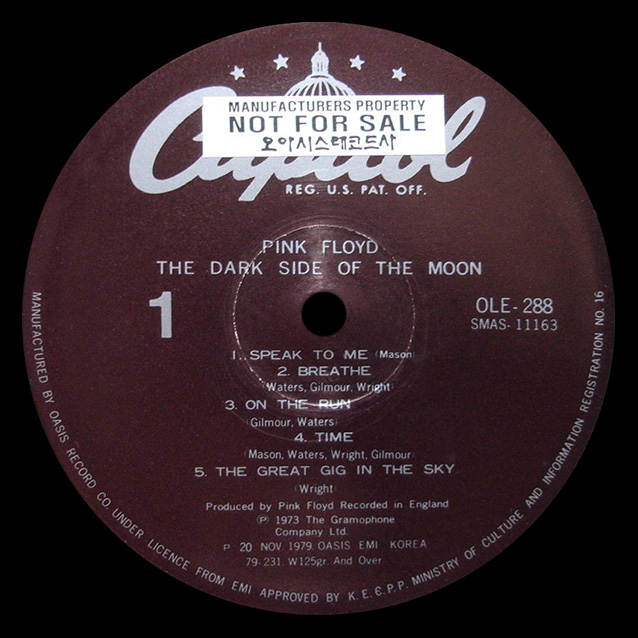 Capitol
MANUFACTURERS PROPERTY
NOT FOR SALE
오아시스레코드사
REG. U.S. PAT. OFF.
PINK FLOYD
THE DARK SIDE OF THE MOON
1
OLE-288
SMAS-11163
1. SPEAK TO ME (Mason)
2. BREATHE
(Waters, Gilmour, Wright)
3. ON THE RUN
(Gilmour, Waters)
4. TIME
(Mason, Waters, Wright, Gilmour)
5. THE GREAT GIG IN THE SKY
(Wright)
Produced by Pink Floyd Recorded in England
Ⓟ 1973 The Gramophone
Company Ltd.
P 20 NOV. 1979. OASIS EMI KOREA
79-231. W125gr. And Over
MANUFACTURED BY OASIS RECORD CO. UNDER LICENCE FROM EMI APPROVED BY K.E.C.P.P. MINISTRY OF CULTURE AND INFORMATION REGISTRATION NO. 16